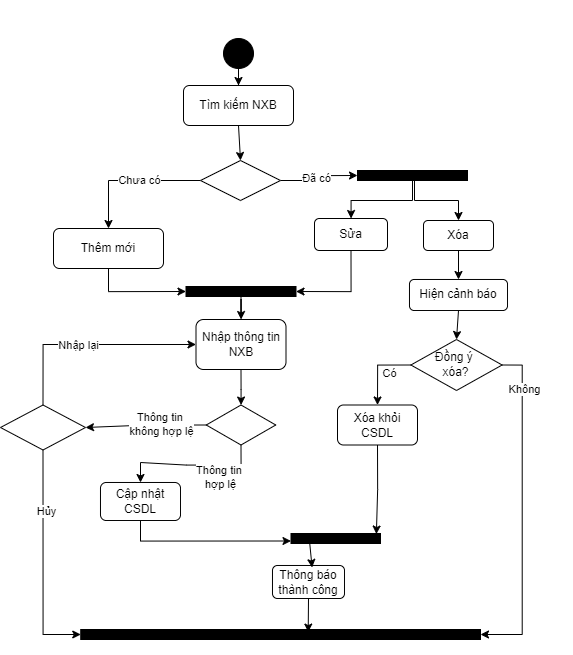 Tìm kiếm NXB
Chưa có
Đã có
Thêm mới
Sửa
Xóa
Hiện cảnh báo
Nhập thông tin
NXB
Nhập lại
Đồng ý
xóa?
Có
Không
Thông tin
không hợp lệ
Xóa khỏi
CSDL
Thông tin
hợp lệ
Cập nhật
CSDL
Hủy
Thông báo
thành công